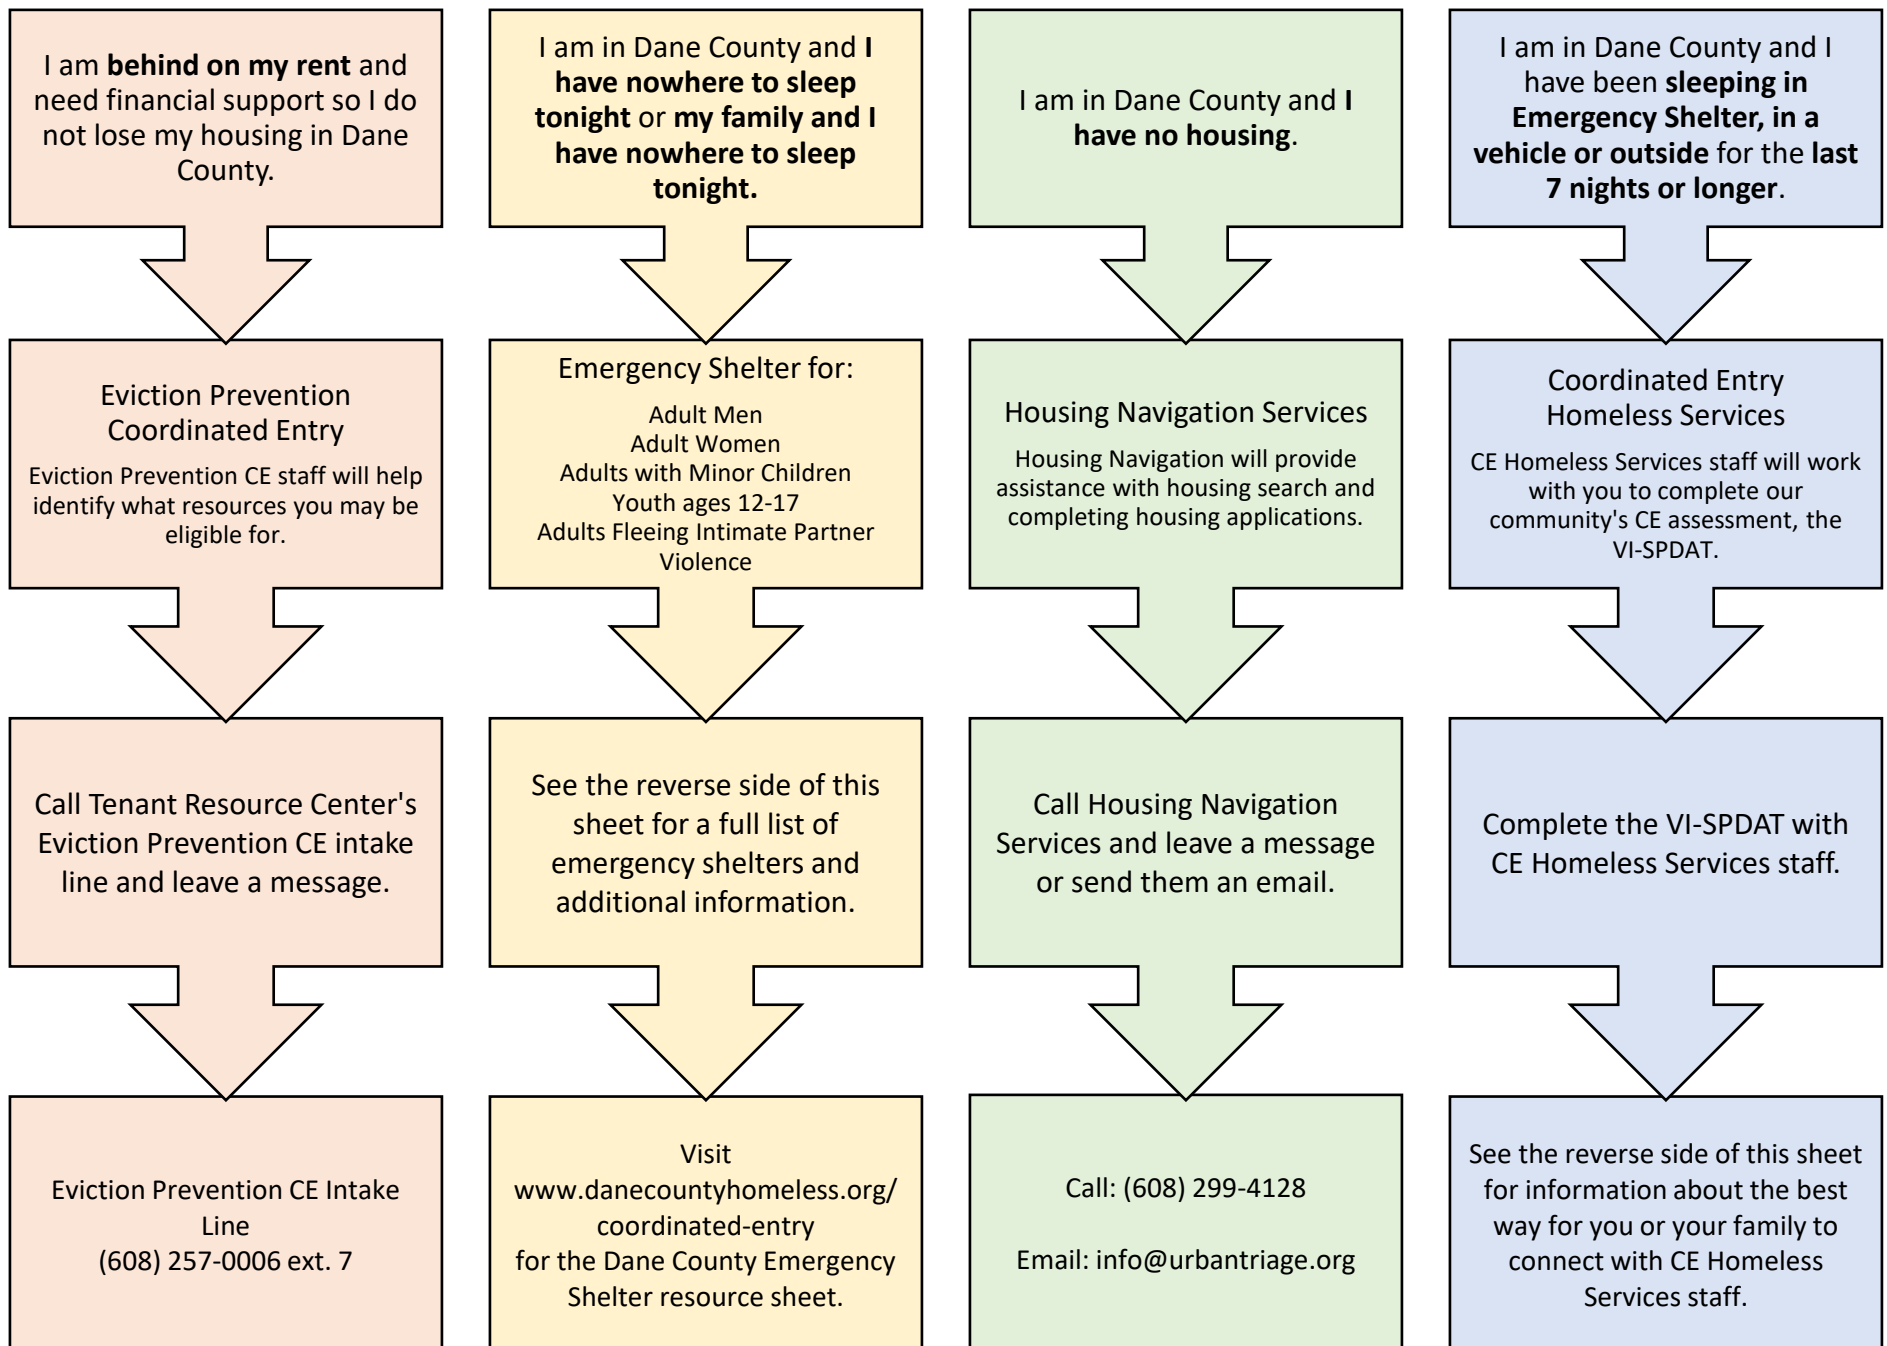 I am behind on my rent and
need financial support so I do
not lose my housing in Dane
County.
Eviction Prevention
Coordinated Entry
Eviction Prevention CE staff will help
identify what resources you may be
eligible for.
Call Tenant Resource Center's
Eviction Prevention CE intake
line and leave a message.
Eviction Prevention CE Intake
Line
(608) 257-0006 ext. 7
I am in Dane County and I
have nowhere to sleep
tonight or my family and I
have nowhere to sleep
tonight.
Emergency Shelter for:
Adult Men
Adult Women
Adults with Minor Children
Youth ages 12-17
Adults Fleeing Intimate Partner
Violence
See the reverse side of this
sheet for a full list of
emergency shelters and
additional information.
Visit
www.danecountyhomeless.org/
coordinated-entry
for the Dane County Emergency
Shelter resource sheet.
I am in Dane County and I
have no housing.
Housing Navigation Services
Housing Navigation will provide
assistance with housing search and
completing housing applications.
Call Housing Navigation
Services and leave a message
or send them an email.
Call: (608) 299-4128
Email: info@urbantriage.org
I am in Dane County and I
have been sleeping in
Emergency Shelter, in a
vehicle or outside for the last
7 nights or longer.
Coordinated Entry
Homeless Services
CE Homeless Services staff will work
with you to complete our
community's CE assessment, the
VI-SPDAT.
Complete the VI-SPDAT with
CE Homeless Services staff.
See the reverse side of this sheet
for information about the best
way for you or your family to
connect with CE Homeless
Services staff.